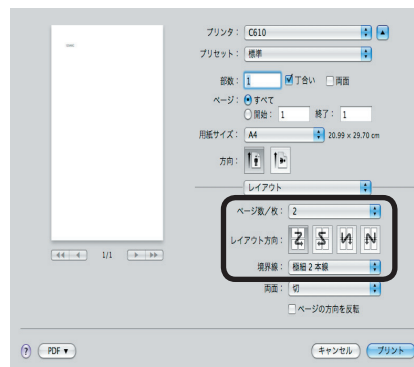 プリンタ： C610
プリセット： 標準
部数： 1 丁合い 両面
ページ： すべて
開始： 1 終了： 1
用紙サイズ： A4 20.99 x 29.70 cm
方向：
レイアウト
ページ数/枚： 2
レイアウト方向：
境界線： 極細 2 本線
両面： 切
ページの方向を反転
1/1
? PDF ▼ キャンセル プリント